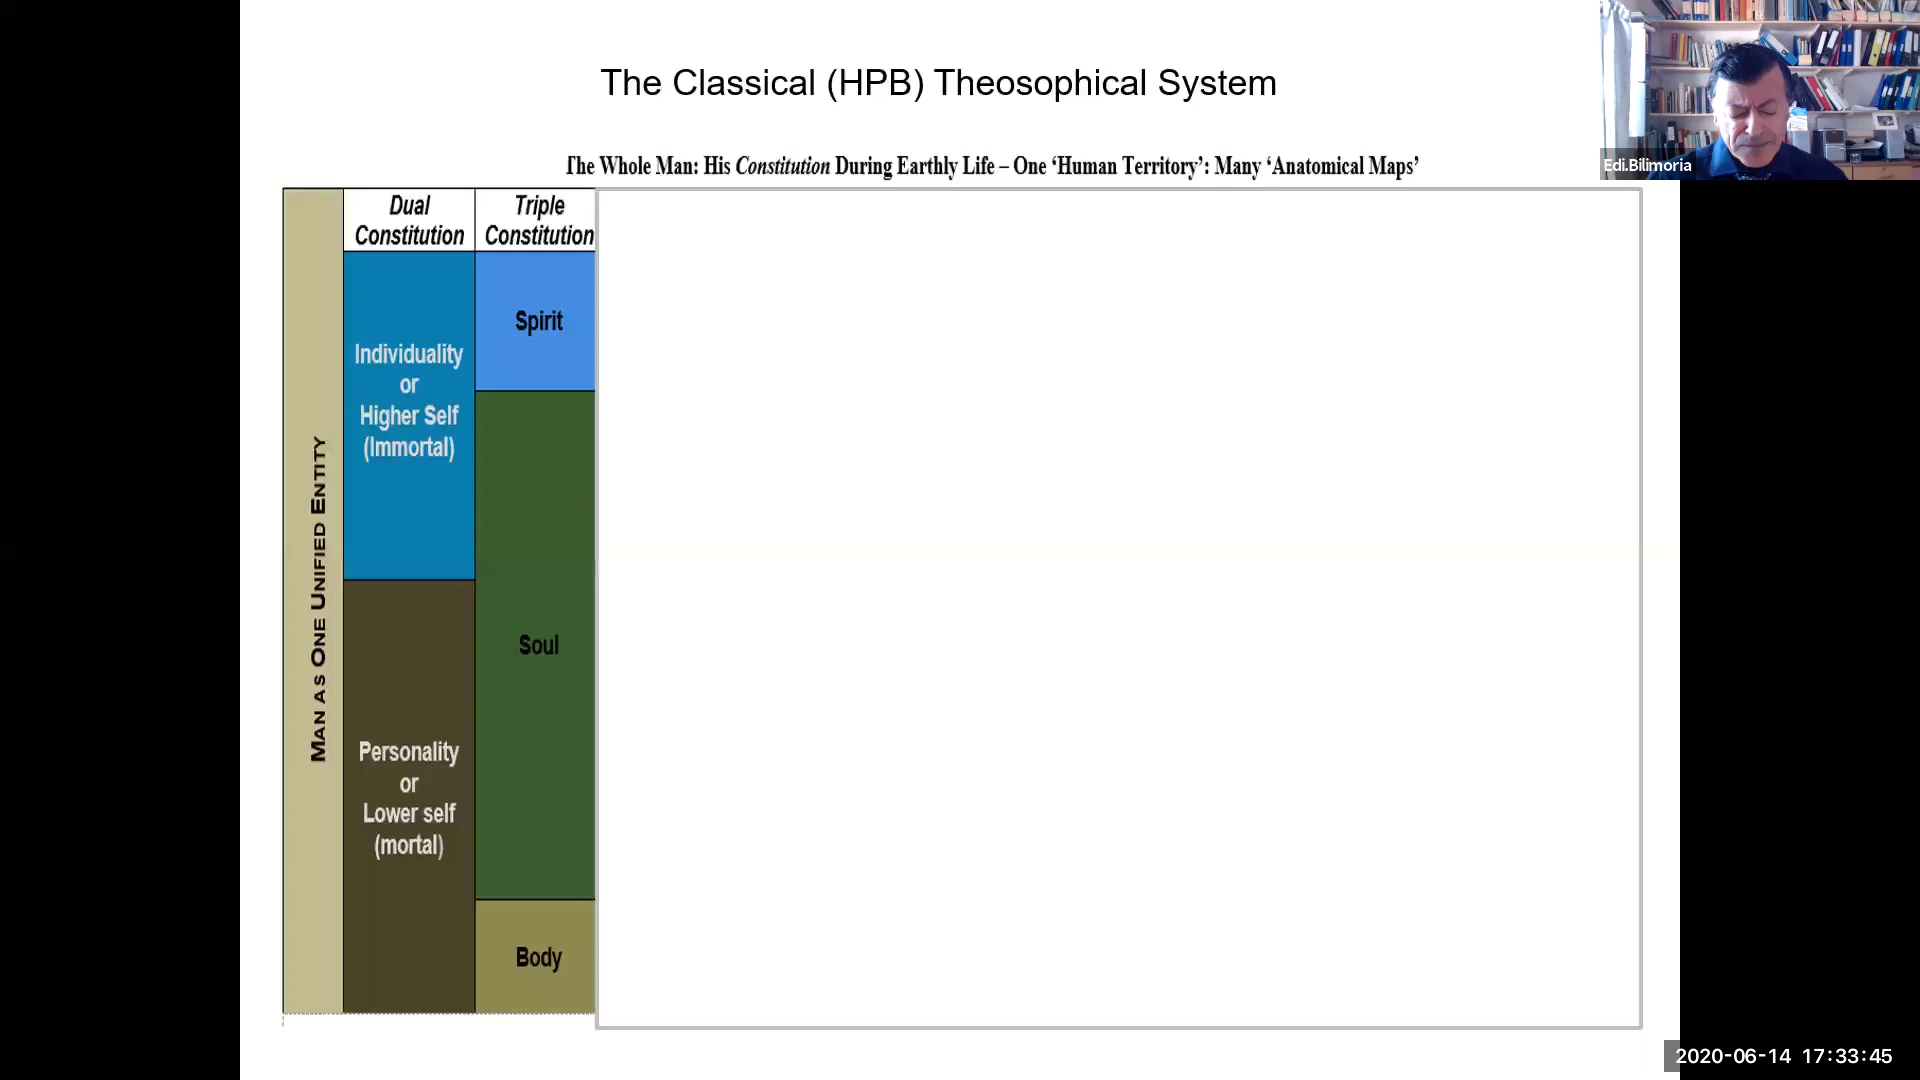 The Classical (HPB) Theosophical System
Edi.Bilimoria
The Whole Man: His Constitution During Earthly Life – One ‘Human Territory’: Many ‘Anatomical Maps’
Dual
Constitution
Triple
Constitution
MAN AS ONE UNIFIED ENTITY
Individuality
or
Higher Self
(Immortal)
Personality
or
Lower self
(mortal)
Spirit
Soul
Body
2020-06-14 17:33:45